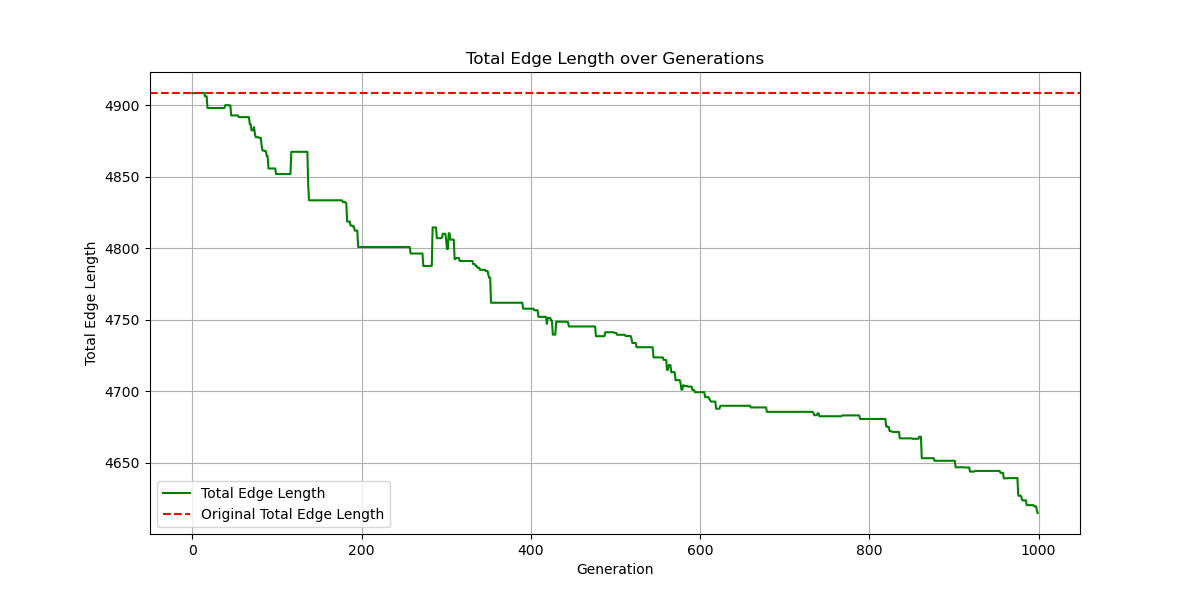 Total Edge Length over Generations
Total Edge Length
4900
4850
4800
4750
4700
4650
Total Edge Length
Original Total Edge Length
0 200 400 600 800 1000
Generation